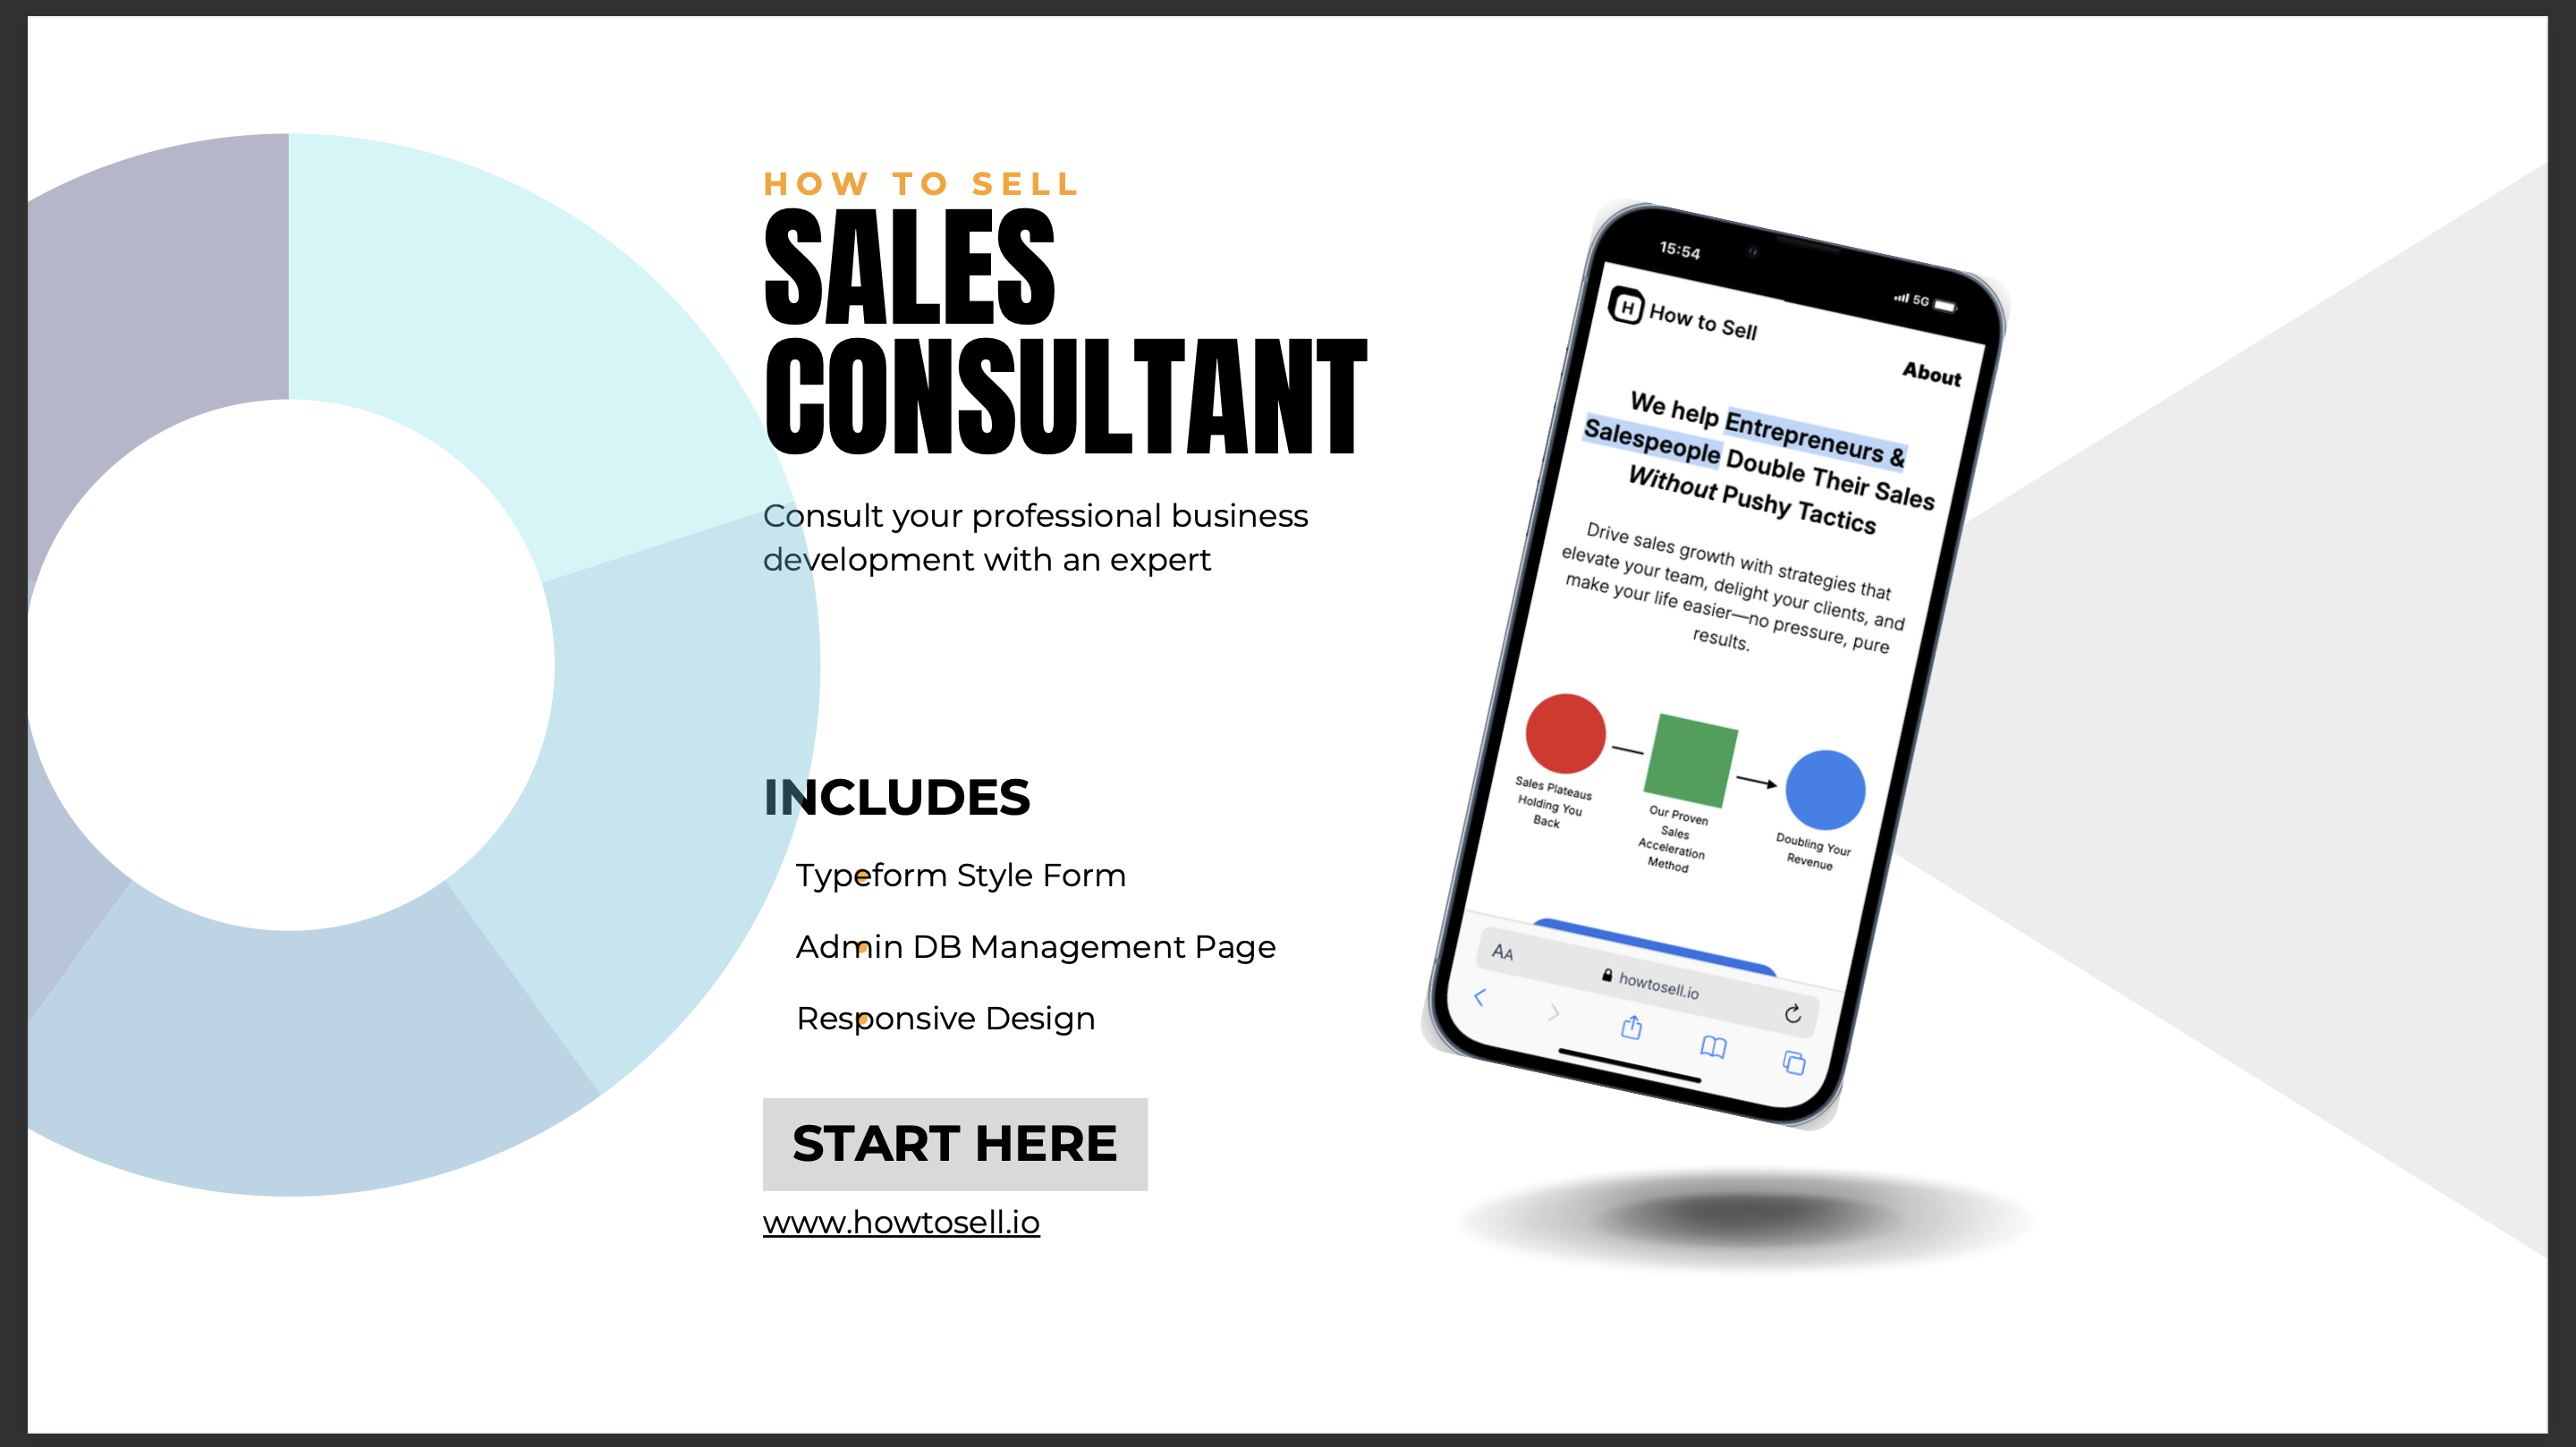 HOW TO SELL
SALES
CONSULTANT
Consult your professional business
development with an expert
INCLUDES
Typeform Style Form
Admin DB Management Page
Responsive Design
START HERE
www.howtosell.io
15:54
5G
H How to Sell
About
We help Entrepreneurs &
Salespeople Double Their Sales
Without Pushy Tactics
Drive sales growth with strategies that
elevate your team, delight your clients, and
make your life easier—no pressure, pure
results.
Sales Plateaus
Holding You
Back
Our Proven
Sales
Acceleration
Method
Doubling Your
Revenue
AA
howtosell.io